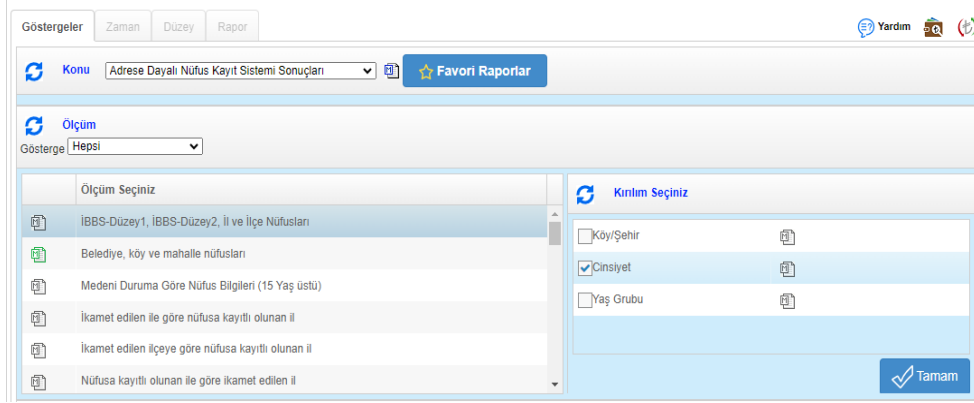 Göstergeler Zaman Düzey Rapor Yardım
Konu Adrese Dayalı Nüfus Kayıt Sistemi Sonuçları Favori Raporlar
Ölçüm
Gösterge Hepsi
Ölçüm Seçiniz
İBBS-Düzey1, İBBS-Düzey2, İl ve İlçe Nüfusları
Belediye, köy ve mahalle nüfusları
Medeni Duruma Göre Nüfus Bilgileri (15 Yaş üstü)
İkamet edilen ile göre nüfusa kayıtlı olunan il
İkamet edilen ilçeye göre nüfusa kayıtlı olunan il
Nüfusa kayıtlı olunan ile göre ikamet edilen il
Kırılım Seçiniz
Köy/Şehir
Cinsiyet
Yaş Grubu
Tamam